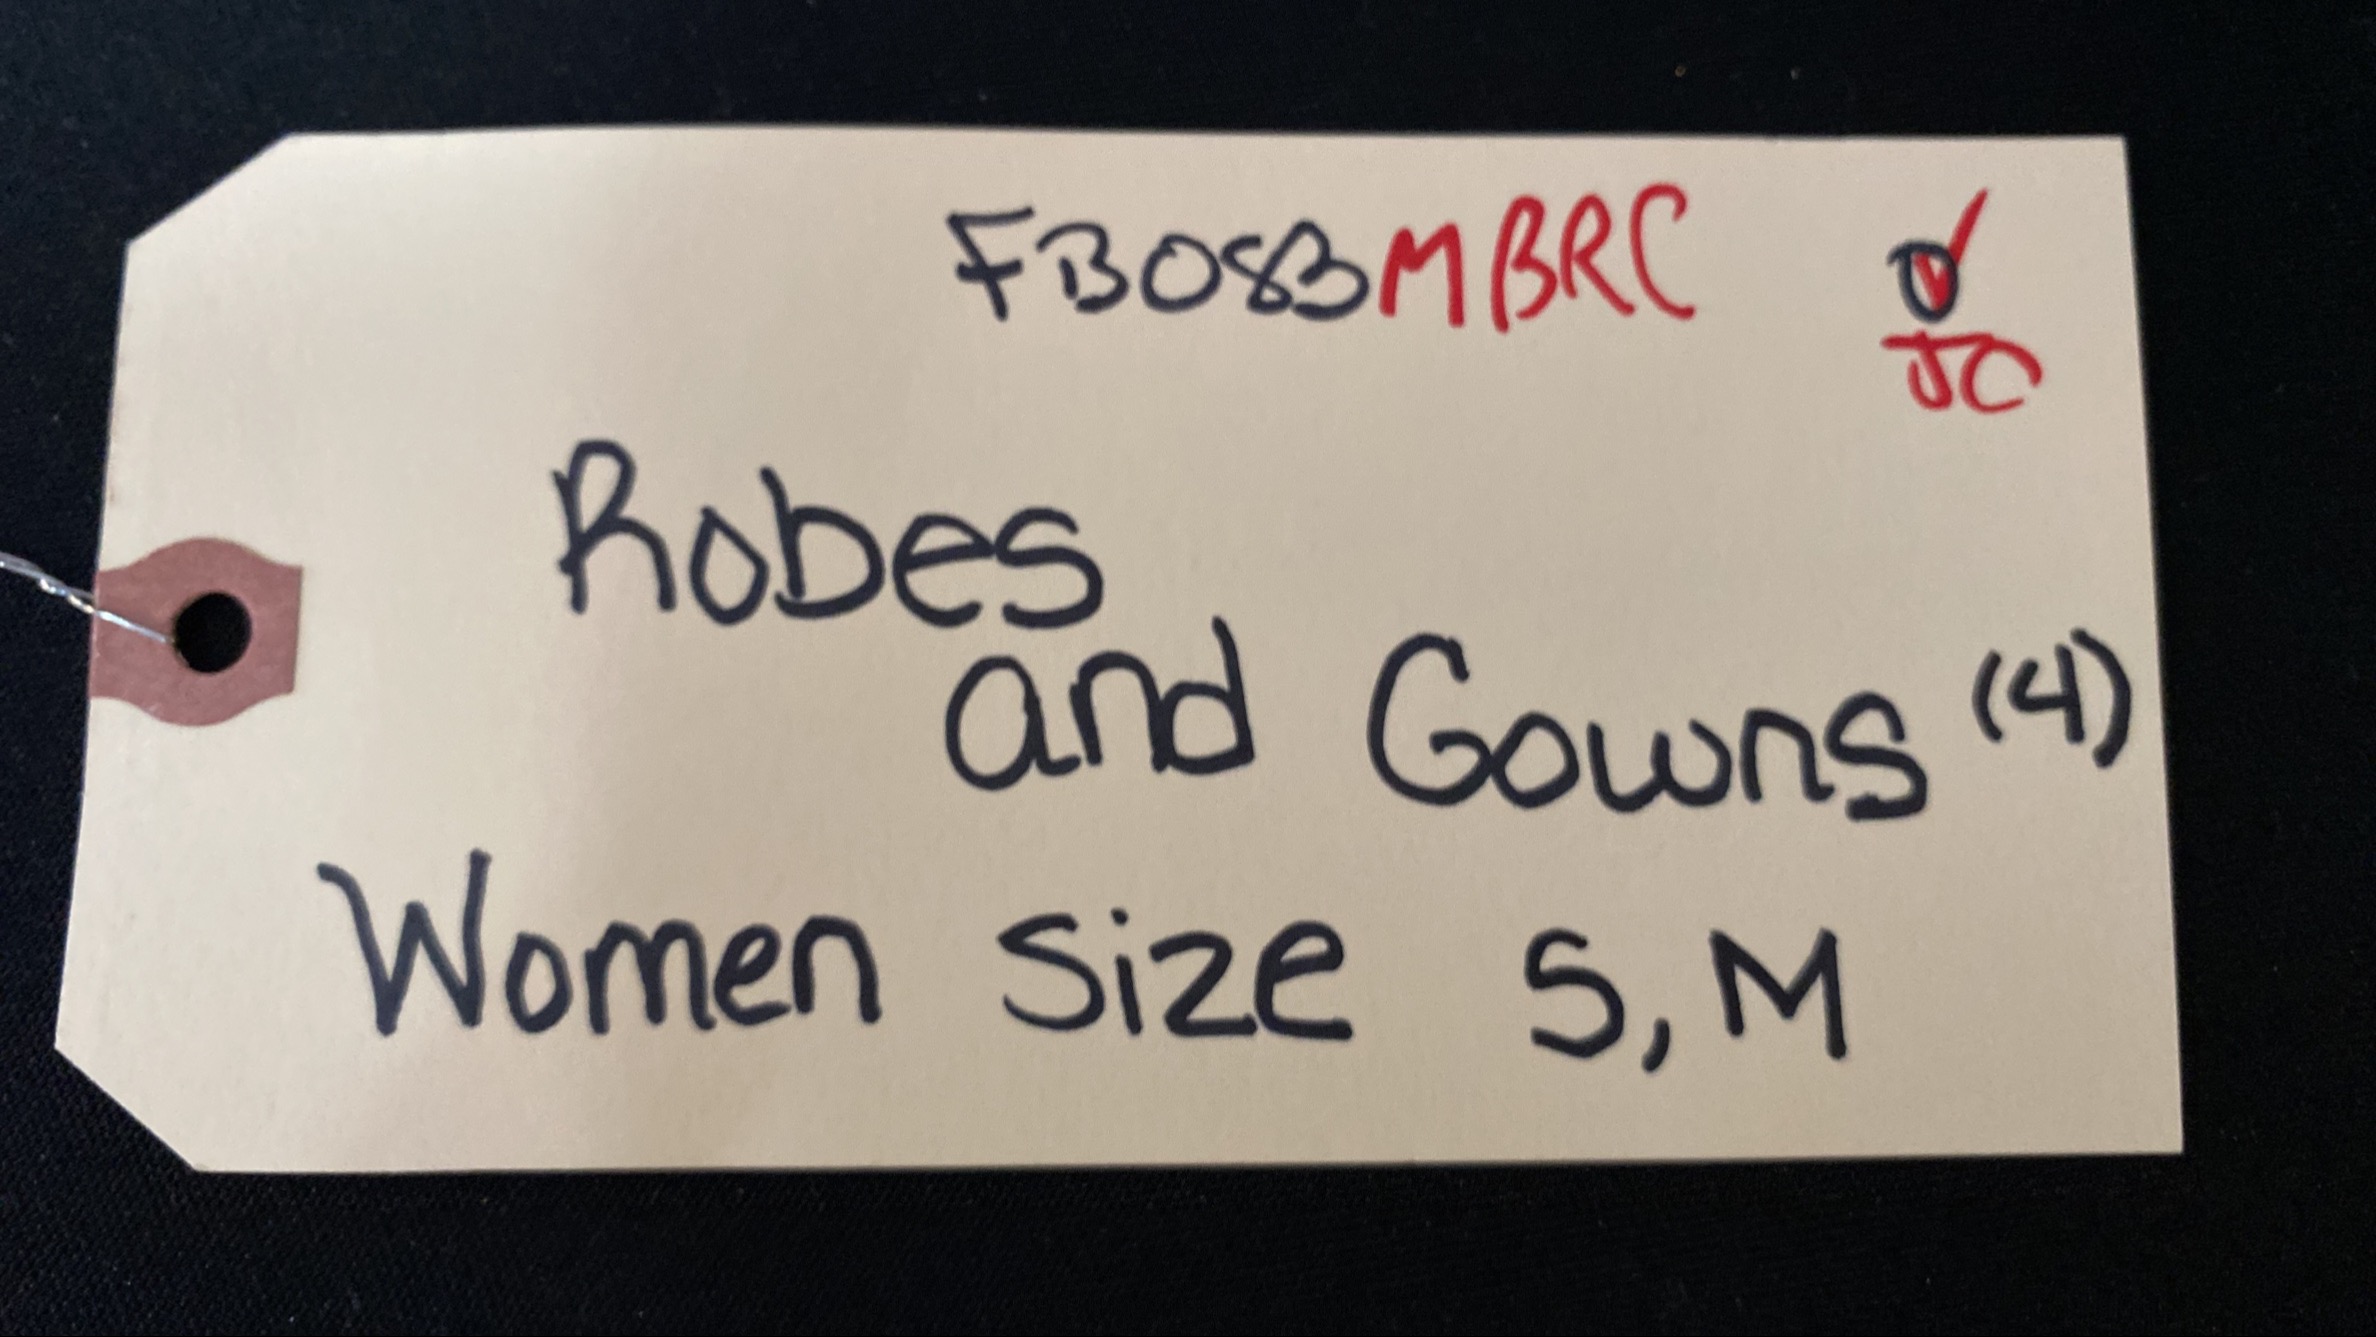 FB083MBRC
JC
Robes
and Gowns (4)
Women Size S, M